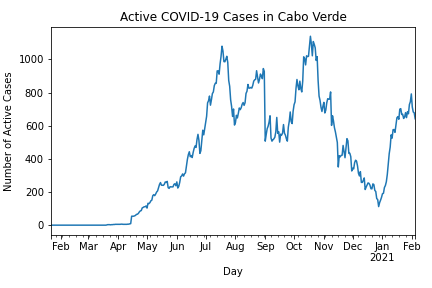 Active COVID-19 Cases in Cabo Verde
Number of Active Cases
1000
800
600
400
200
0
Feb Mar Apr May Jun Jul Aug Sep Oct Nov Dec Jan Feb
2021
Day